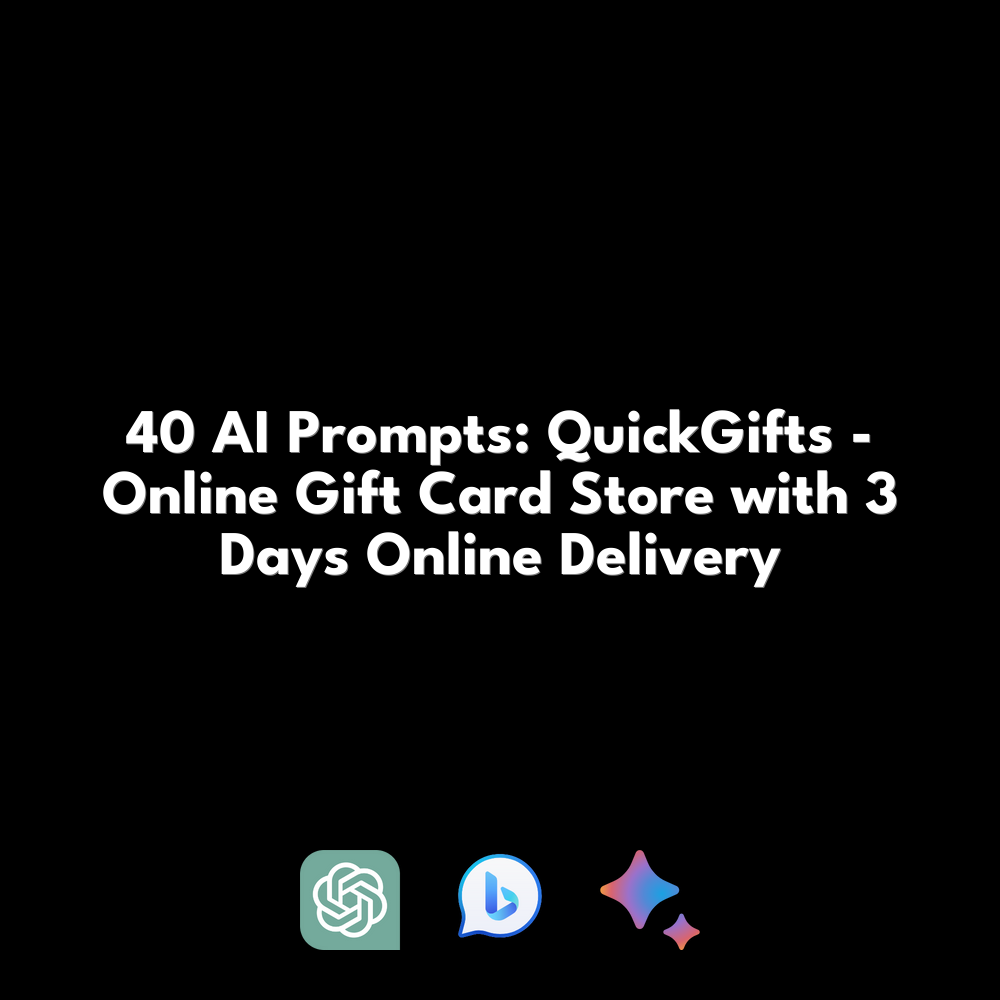 40 AI Prompts: QuickGifts -
Online Gift Card Store with 3
Days Online Delivery